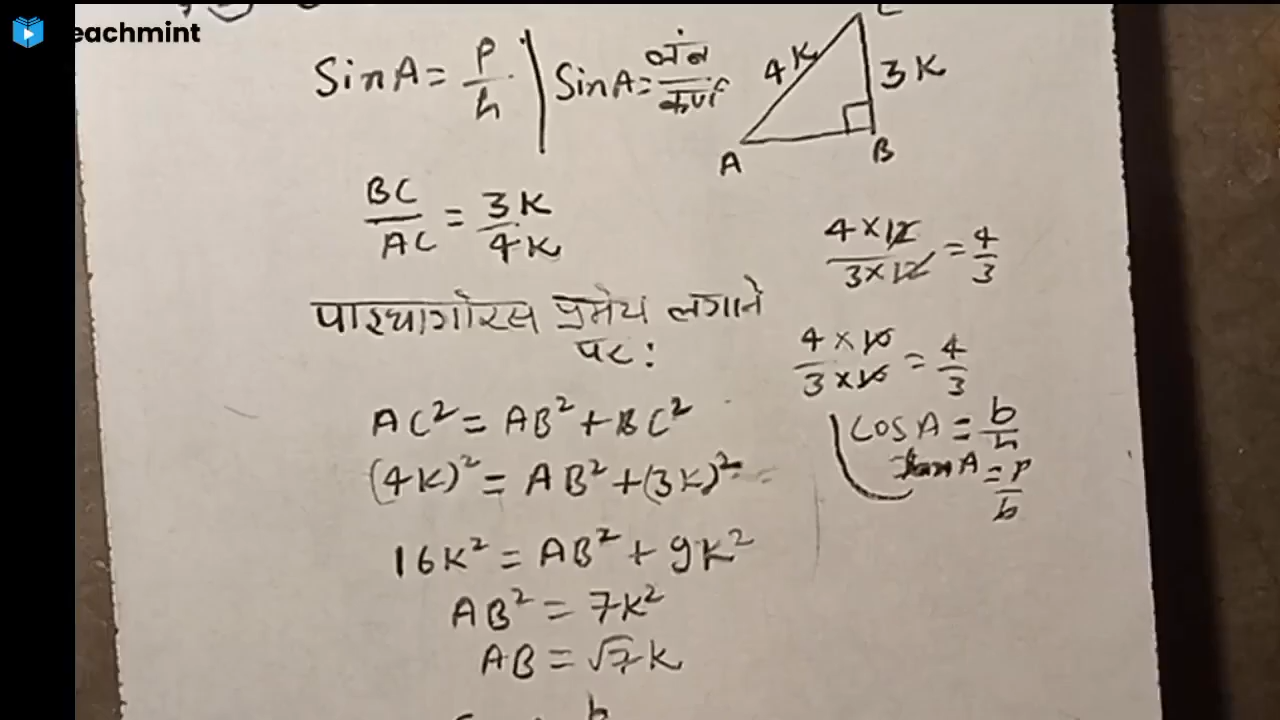 eachmint
SinA = p/h | SinA = लंब/कर्ण
C
4K
3K
A
B
BC/AC = 3K/4K
4×12/3×12 = 4/3
पाइथागोरस प्रमेय लगाने
पर :
4×10/3×10 = 4/3
AC² = AB² + BC²
COSA = b/h
(4K)² = AB² + (3K)²
tanA = p/b
16K² = AB² + 9K²
AB² = 7K²
AB = √7K